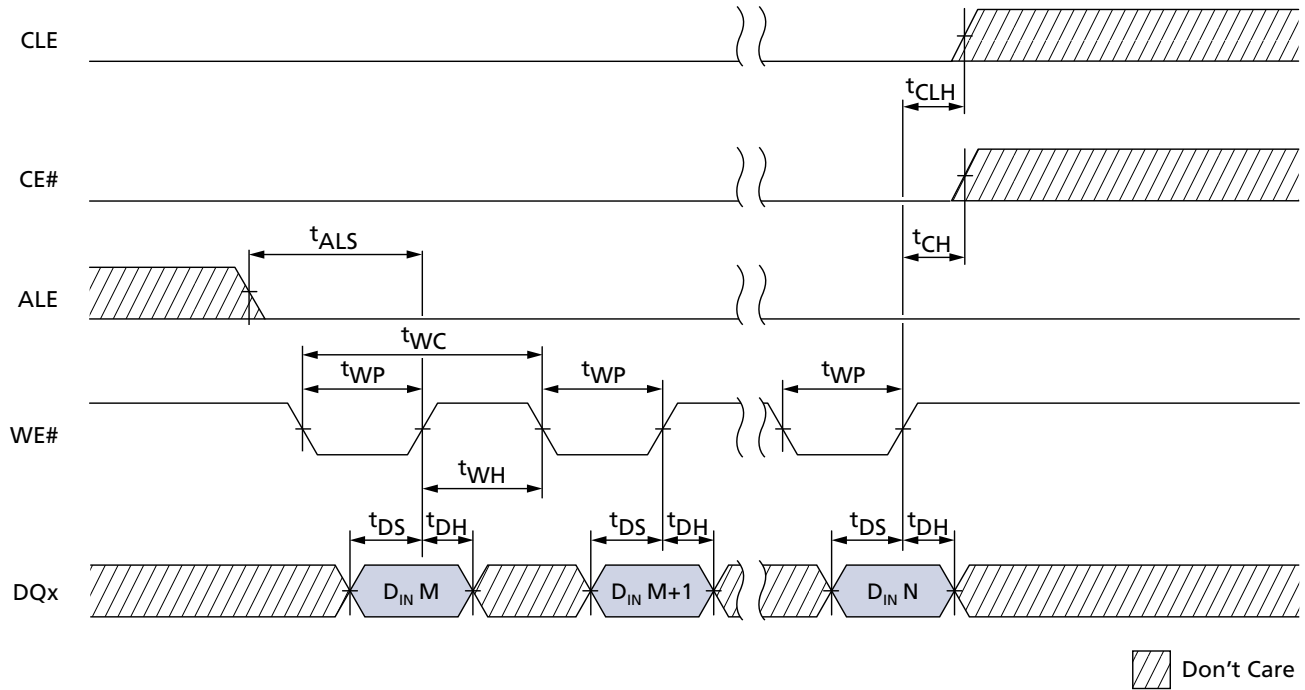 CLE
tCLH
CE#
tALS
tCH
ALE
tWC
tWP
tWP
tWP
WE#
tWH
tDS
tDH
tDS
tDH
tDS
tDH
DQx
DIN M
DIN M+1
DIN N
Don't Care